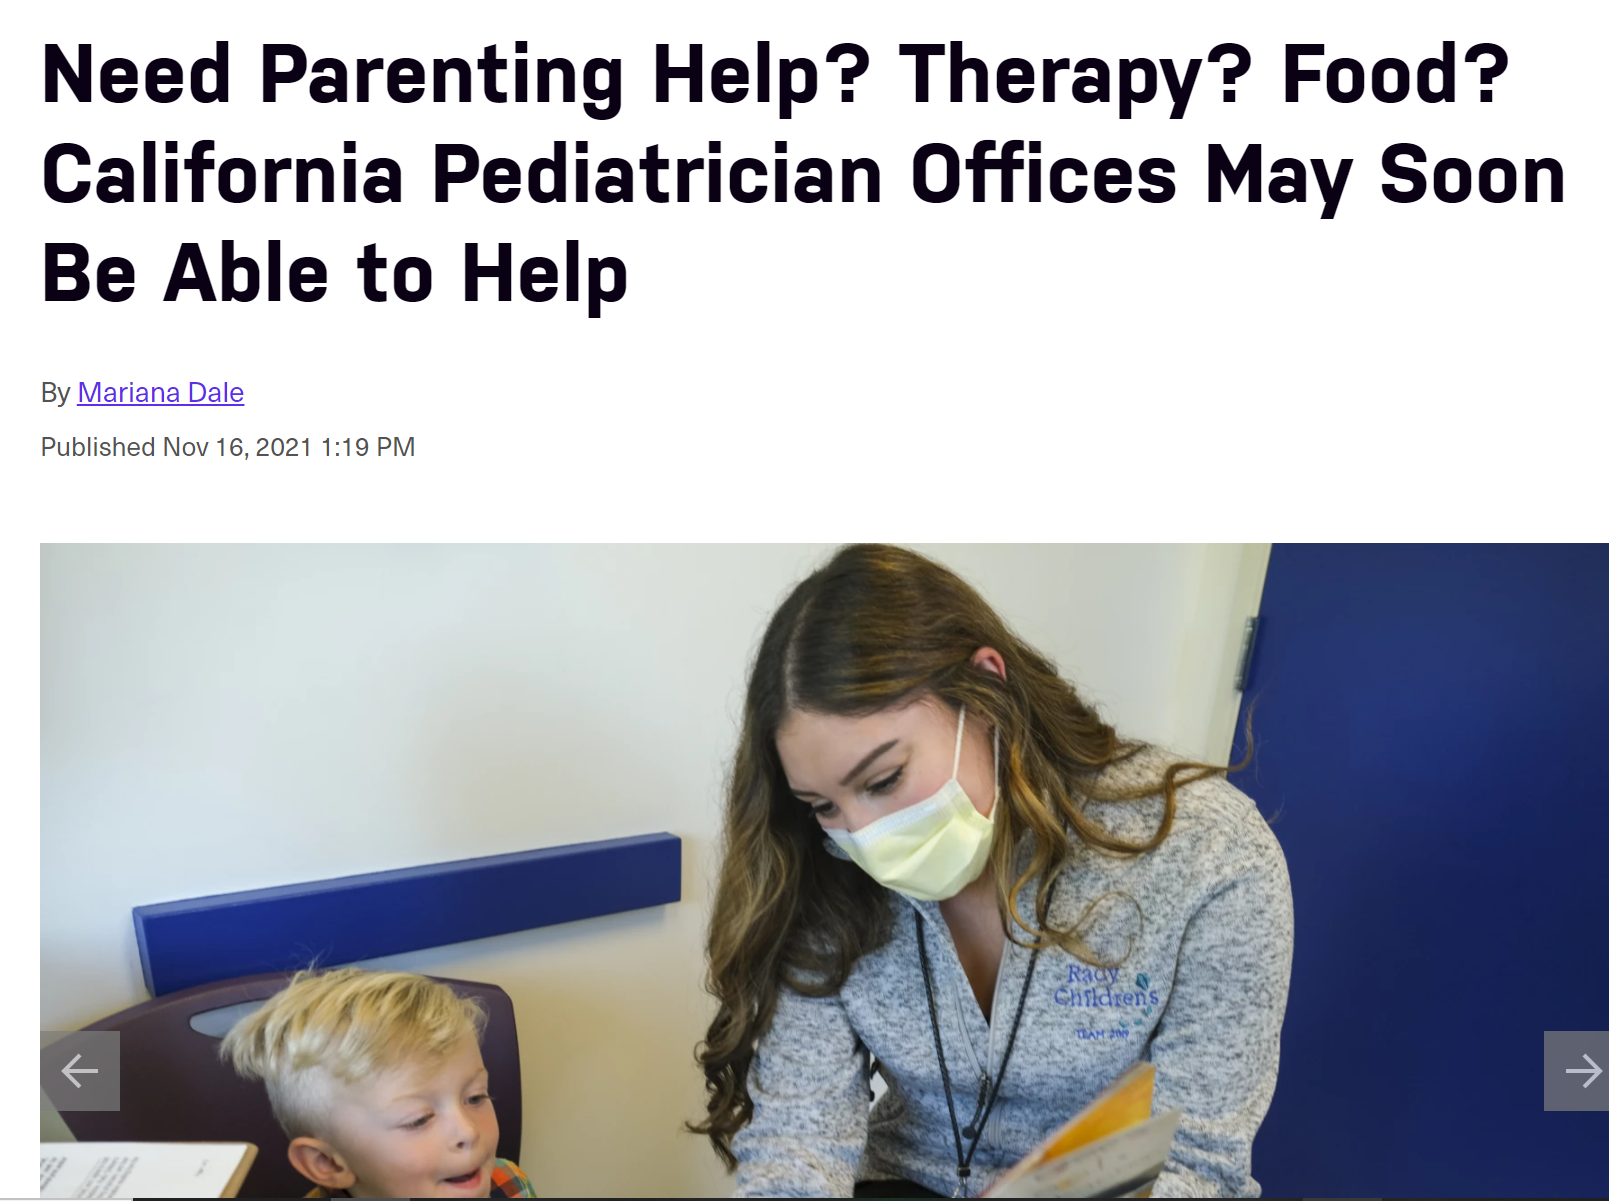 Need Parenting Help? Therapy? Food?
California Pediatrician Offices May Soon
Be Able to Help
By Mariana Dale
Published Nov 16, 2021 1:19 PM
Rady
Children's